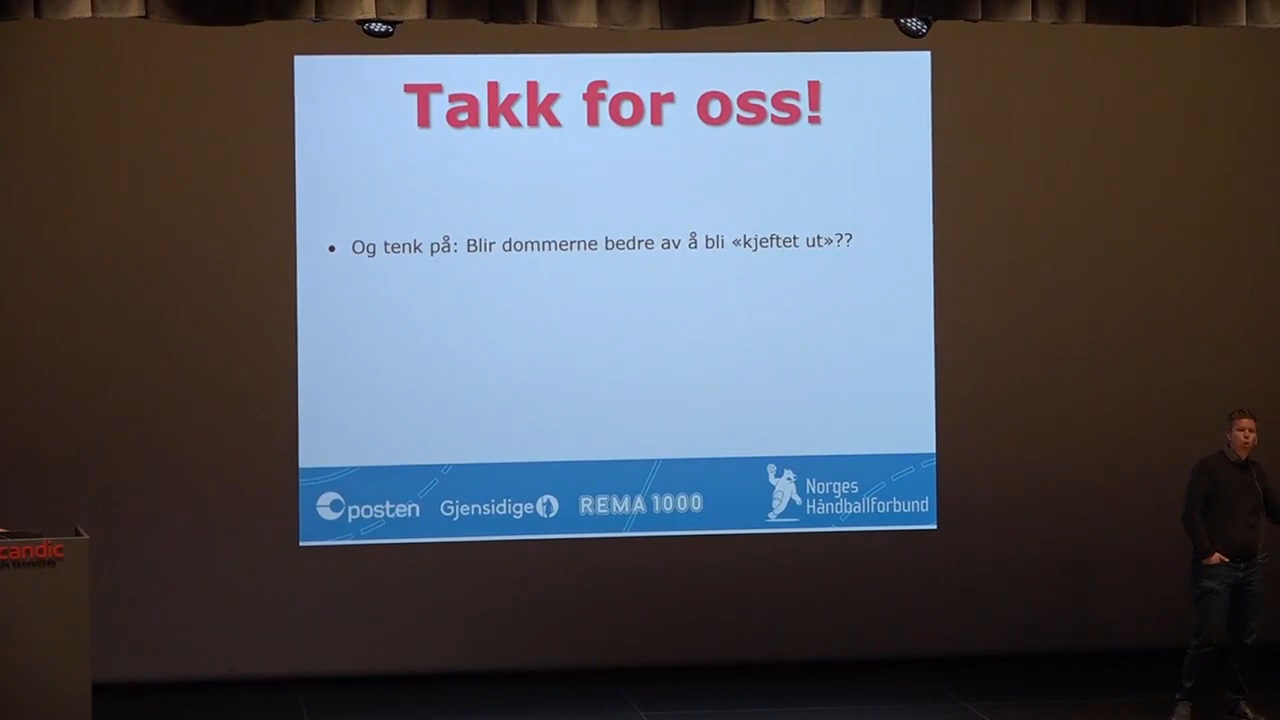 Takk for oss!
• Og tenk på: Blir dommerne bedre av å bli «kjeftet ut»??
posten
Gjensidige
REMA 1000
Norges
Håndballforbund
candic